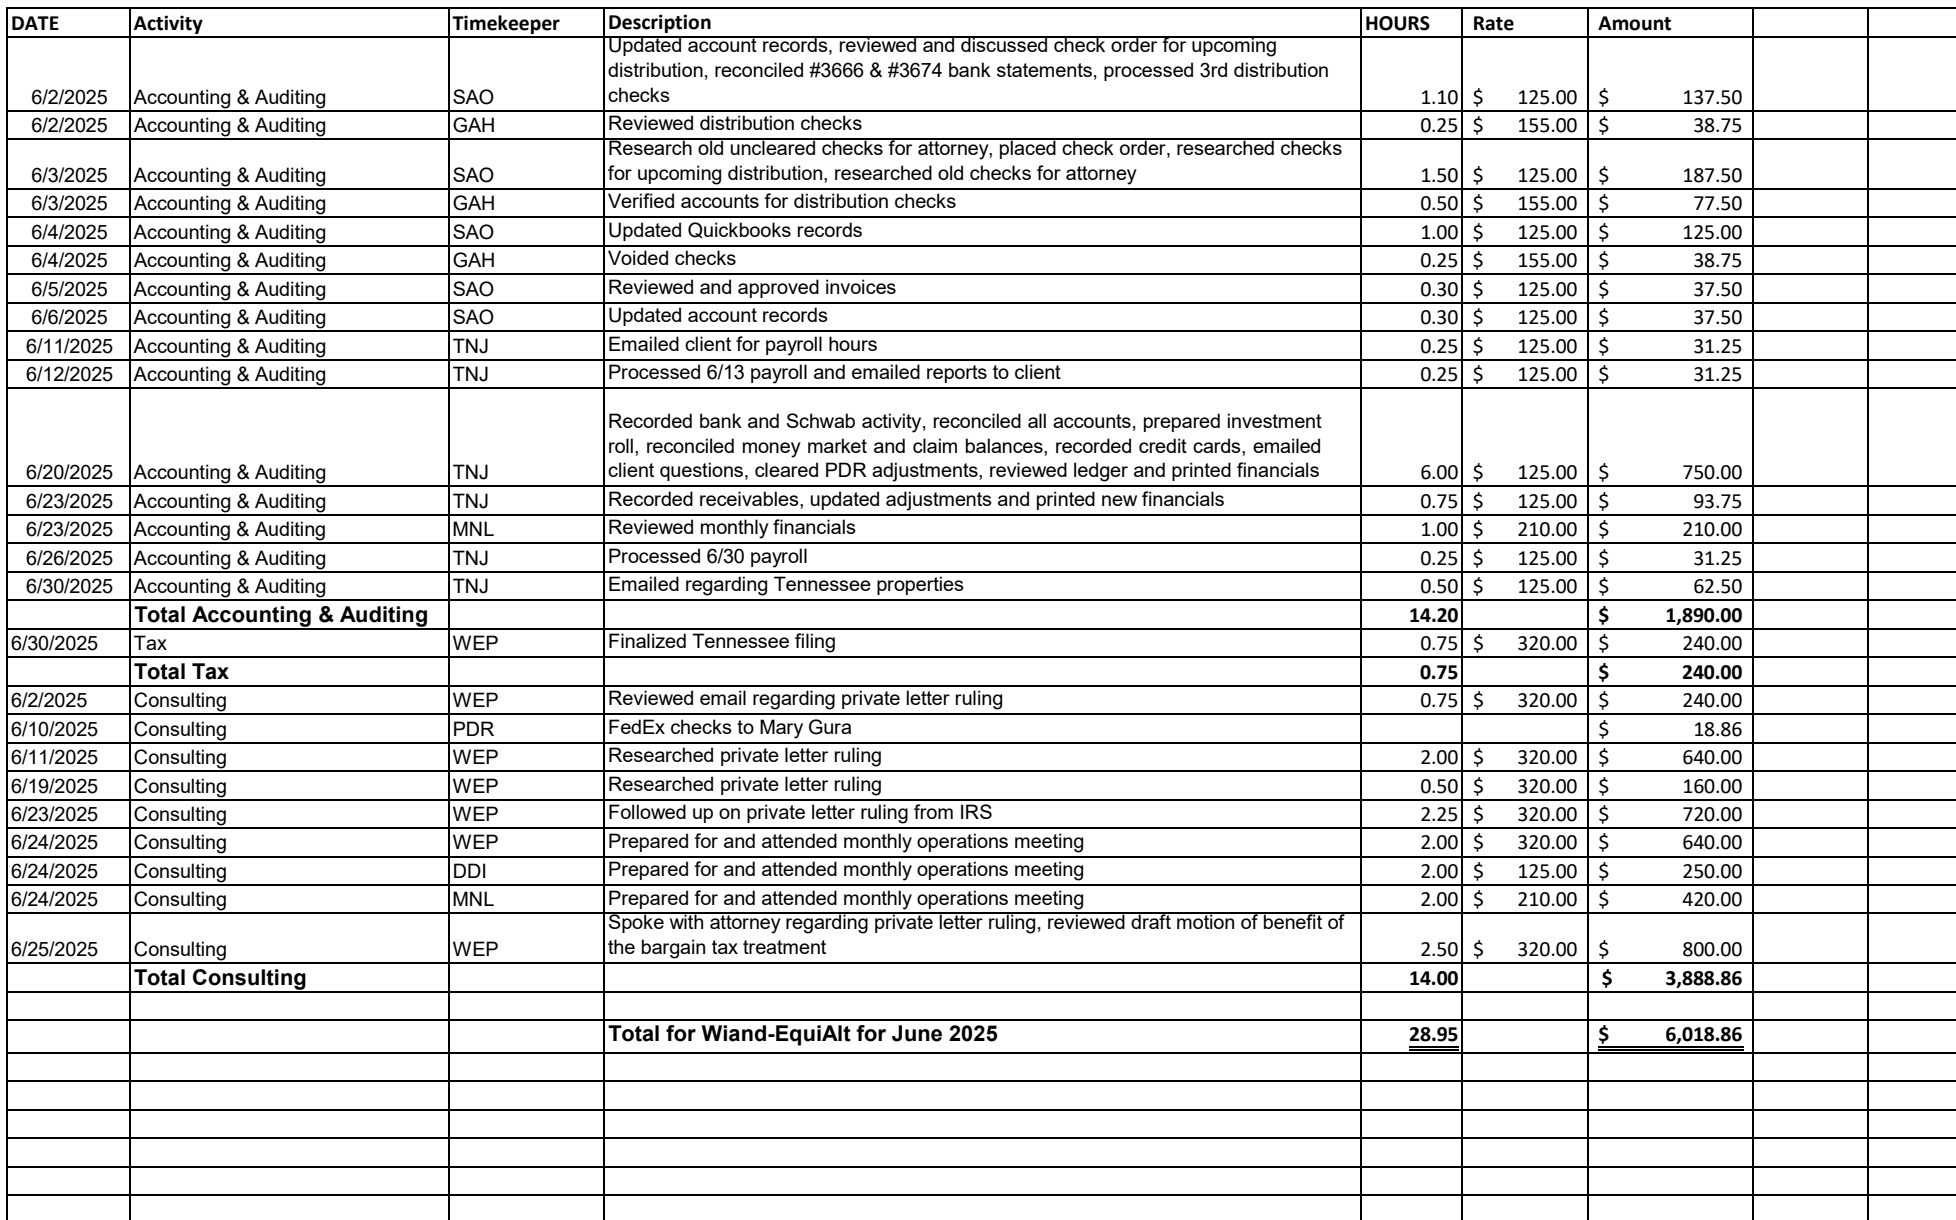 DATE Activity Timekeeper Description HOURS Rate Amount
Updated account records, reviewed and discussed check order for upcoming
distribution, reconciled #3666 & #3674 bank statements, processed 3rd distribution
6/2/2025 Accounting & Auditing SAO checks 1.10 $ 125.00 $ 137.50
6/2/2025 Accounting & Auditing GAH Reviewed distribution checks 0.25 $ 155.00 $ 38.75
Research old uncleared checks for attorney, placed check order, researched checks
6/3/2025 Accounting & Auditing SAO for upcoming distribution, researched old checks for attorney 1.50 $ 125.00 $ 187.50
6/3/2025 Accounting & Auditing GAH Verified accounts for distribution checks 0.50 $ 155.00 $ 77.50
6/4/2025 Accounting & Auditing SAO Updated Quickbooks records 1.00 $ 125.00 $ 125.00
6/4/2025 Accounting & Auditing GAH Voided checks 0.25 $ 155.00 $ 38.75
6/5/2025 Accounting & Auditing SAO Reviewed and approved invoices 0.30 $ 125.00 $ 37.50
6/6/2025 Accounting & Auditing SAO Updated account records 0.30 $ 125.00 $ 37.50
6/11/2025 Accounting & Auditing TNJ Emailed client for payroll hours 0.25 $ 125.00 $ 31.25
6/12/2025 Accounting & Auditing TNJ Processed 6/13 payroll and emailed reports to client 0.25 $ 125.00 $ 31.25
Recorded bank and Schwab activity, reconciled all accounts, prepared investment
roll, reconciled money market and claim balances, recorded credit cards, emailed
6/20/2025 Accounting & Auditing TNJ client questions, cleared PDR adjustments, reviewed ledger and printed financials 6.00 $ 125.00 $ 750.00
6/23/2025 Accounting & Auditing TNJ Recorded receivables, updated adjustments and printed new financials 0.75 $ 125.00 $ 93.75
6/23/2025 Accounting & Auditing MNL Reviewed monthly financials 1.00 $ 210.00 $ 210.00
6/26/2025 Accounting & Auditing TNJ Processed 6/30 payroll 0.25 $ 125.00 $ 31.25
6/30/2025 Accounting & Auditing TNJ Emailed regarding Tennessee properties 0.50 $ 125.00 $ 62.50
Total Accounting & Auditing 14.20 $ 1,890.00
6/30/2025 Tax WEP Finalized Tennessee filing 0.75 $ 320.00 $ 240.00
Total Tax 0.75 $ 240.00
6/2/2025 Consulting WEP Reviewed email regarding private letter ruling 0.75 $ 320.00 $ 240.00
6/10/2025 Consulting PDR FedEx checks to Mary Gura $ 18.86
6/11/2025 Consulting WEP Researched private letter ruling 2.00 $ 320.00 $ 640.00
6/19/2025 Consulting WEP Researched private letter ruling 0.50 $ 320.00 $ 160.00
6/23/2025 Consulting WEP Followed up on private letter ruling from IRS 2.25 $ 320.00 $ 720.00
6/24/2025 Consulting WEP Prepared for and attended monthly operations meeting 2.00 $ 320.00 $ 640.00
6/24/2025 Consulting DDI Prepared for and attended monthly operations meeting 2.00 $ 125.00 $ 250.00
6/24/2025 Consulting MNL Prepared for and attended monthly operations meeting 2.00 $ 210.00 $ 420.00
Spoke with attorney regarding private letter ruling, reviewed draft motion of benefit of
6/25/2025 Consulting WEP the bargain tax treatment 2.50 $ 320.00 $ 800.00
Total Consulting 14.00 $ 3,888.86
Total for Wiand-EquiAlt for June 2025 28.95 $ 6,018.86